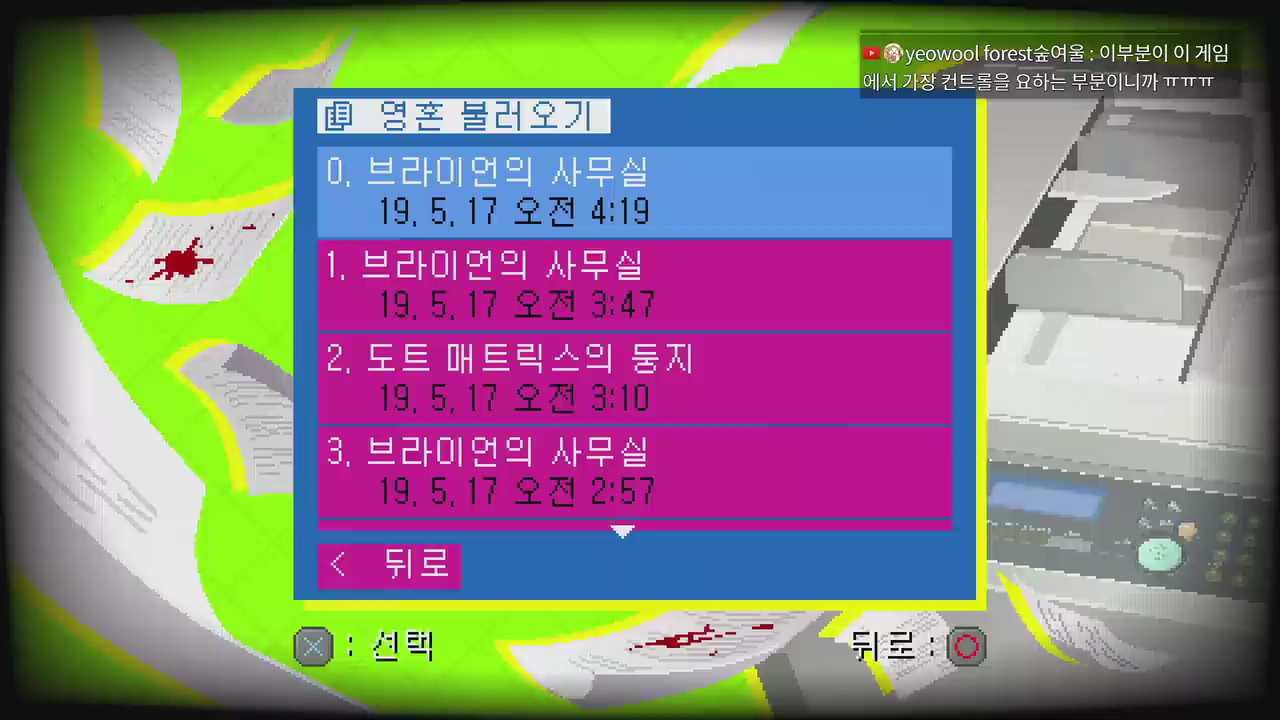 yeowool forest숲여울 : 이부분이 이 게임
에서 가장 컨트롤을 요하는 부분이니까 ㅠㅠㅠ
영혼 불러오기
0. 브라이언의 사무실
19. 5. 17 오전 4:19
1. 브라이언의 사무실
19. 5. 17 오전 3:47
2. 도트 매트릭스의 둥지
19. 5. 17 오전 3:10
3. 브라이언의 사무실
19. 5. 17 오전 2:57
< 뒤로
: 선택
뒤로 :